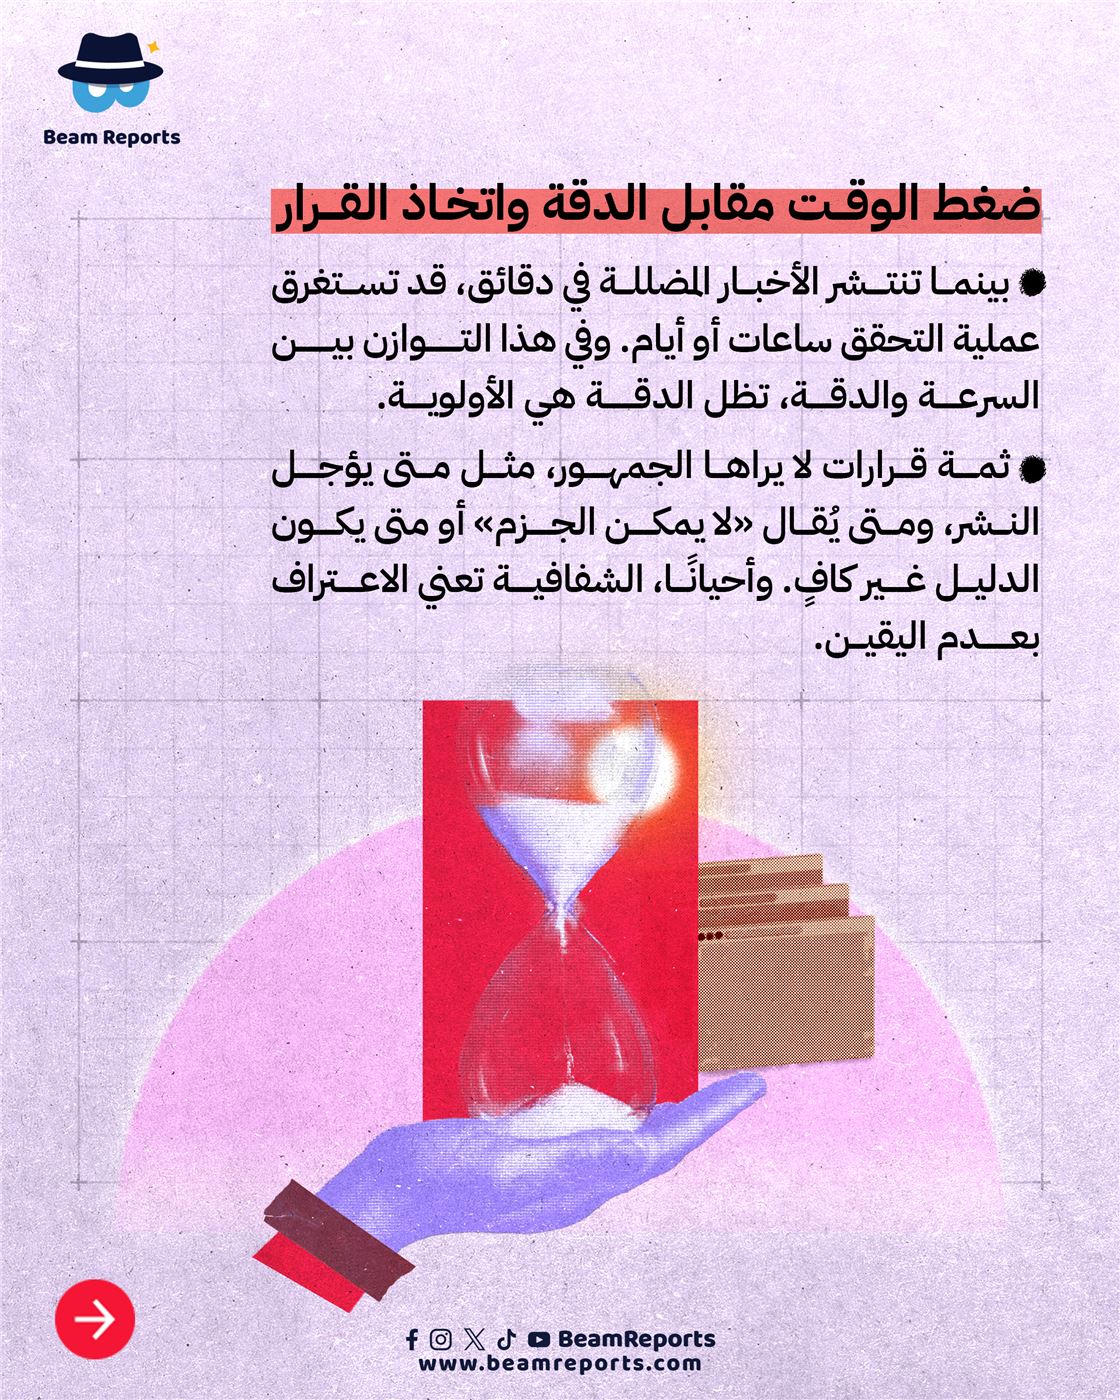 Beam Reports
ضغط الوقت مقابل الدقة واتخاذ القرار
بينما تنتشر الأخبار المضللة في دقائق، قد تستغرق
عملية التحقق ساعات أو أيام. وفي هذا التوازن بين
السرعة والدقة، تظل الدقة هي الأولوية.
ثمة قرارات لا يراها الجمهور، مثل متى يؤجل
النشر، ومتى يُقال «لا يمكن الجزم» أو متى يكون
الدليل غير كافٍ. وأحيانًا، الشفافية تعني الاعتراف
بعدم اليقين.
BeamReports
www.beamreports.com